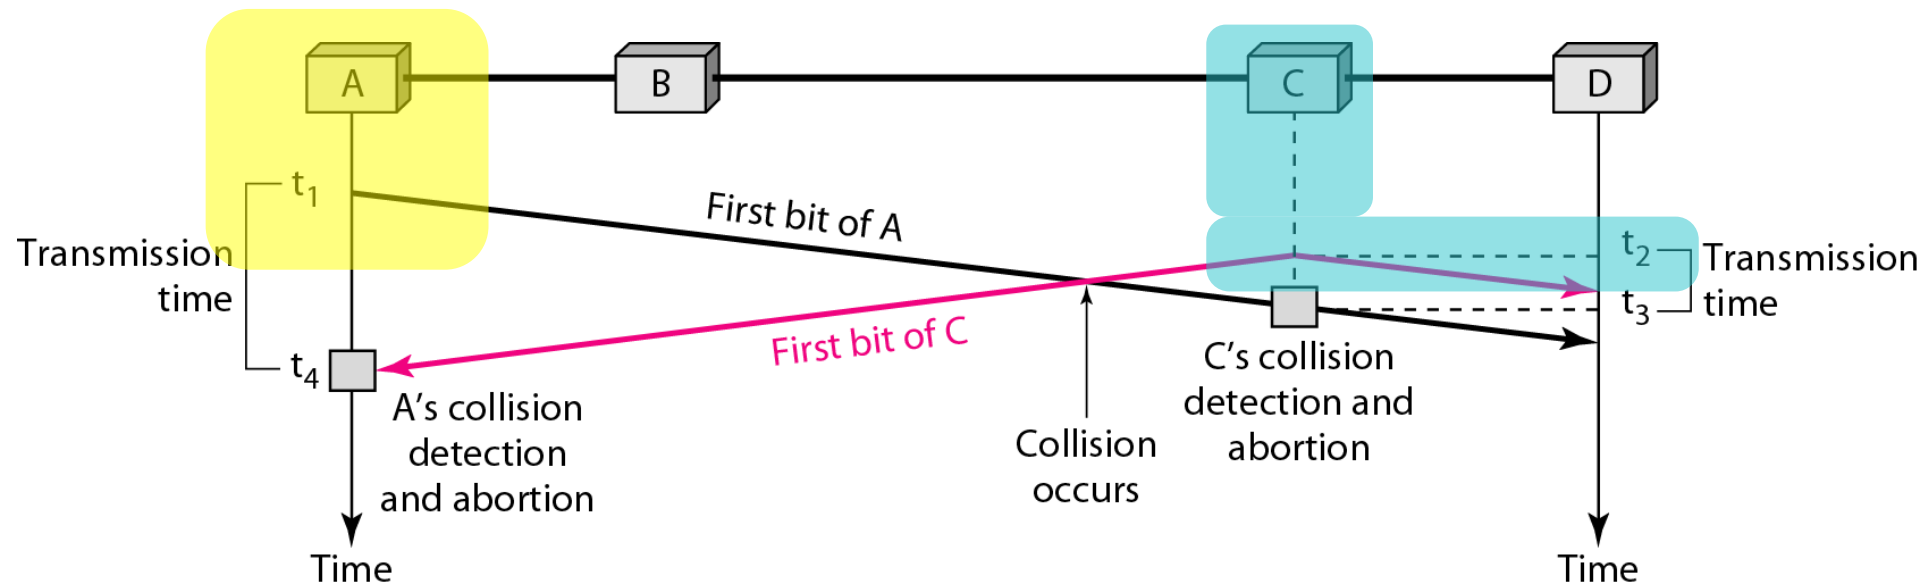 A
B
C
D
t1
First bit of A
t2
Transmission
time
Transmission
time
t3
First bit of C
t4
C's collision
detection and
abortion
A's collision
detection
and abortion
Collision
occurs
Time
Time